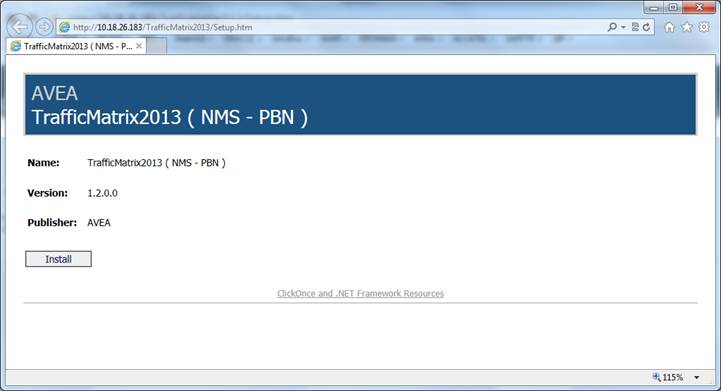 http://10.18.26.183/TrafficMatrix2013/Setup.htm
TrafficMatrix2013 ( NMS - P...
AVEA
TrafficMatrix2013 ( NMS - PBN )
Name: TrafficMatrix2013 ( NMS - PBN )
Version: 1.2.0.0
Publisher: AVEA
Install
ClickOnce and .NET Framework Resources
115%